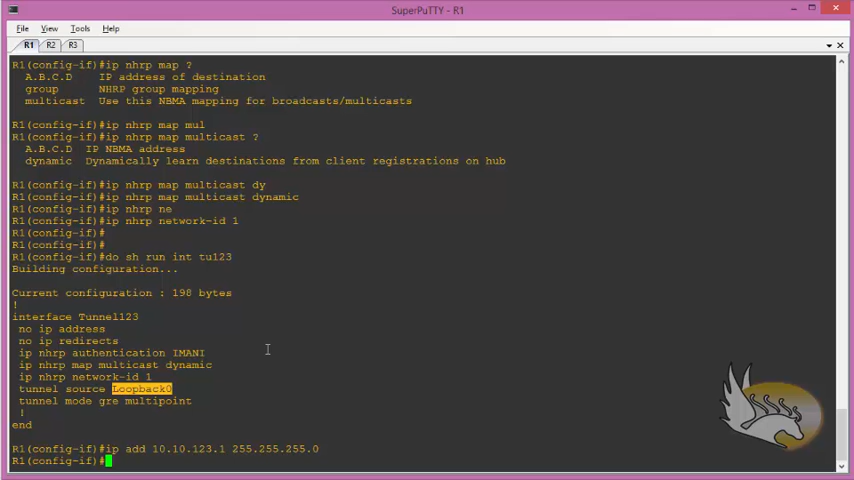 SuperPuTTY - R1
File View Tools Help
R1 R2 R3
R1(config-if)#ip nhrp map ?
A.B.C.D IP address of destination
group NHRP group mapping
multicast Use this NBMA mapping for broadcasts/multicasts
R1(config-if)#ip nhrp map mul
R1(config-if)#ip nhrp map multicast ?
A.B.C.D IP NBMA address
dynamic Dynamically learn destinations from client registrations on hub
R1(config-if)#ip nhrp map multicast dy
R1(config-if)#ip nhrp map multicast dynamic
R1(config-if)#ip nhrp ne
R1(config-if)#ip nhrp network-id 1
R1(config-if)#
R1(config-if)#
R1(config-if)#do sh run int tu123
Building configuration...
Current configuration : 198 bytes
!
interface Tunnel123
no ip address
no ip redirects
ip nhrp authentication IMANI
ip nhrp map multicast dynamic
ip nhrp network-id 1
tunnel source Loopback0
tunnel mode gre multipoint
!
end
R1(config-if)#ip add 10.10.123.1 255.255.255.0
R1(config-if)#